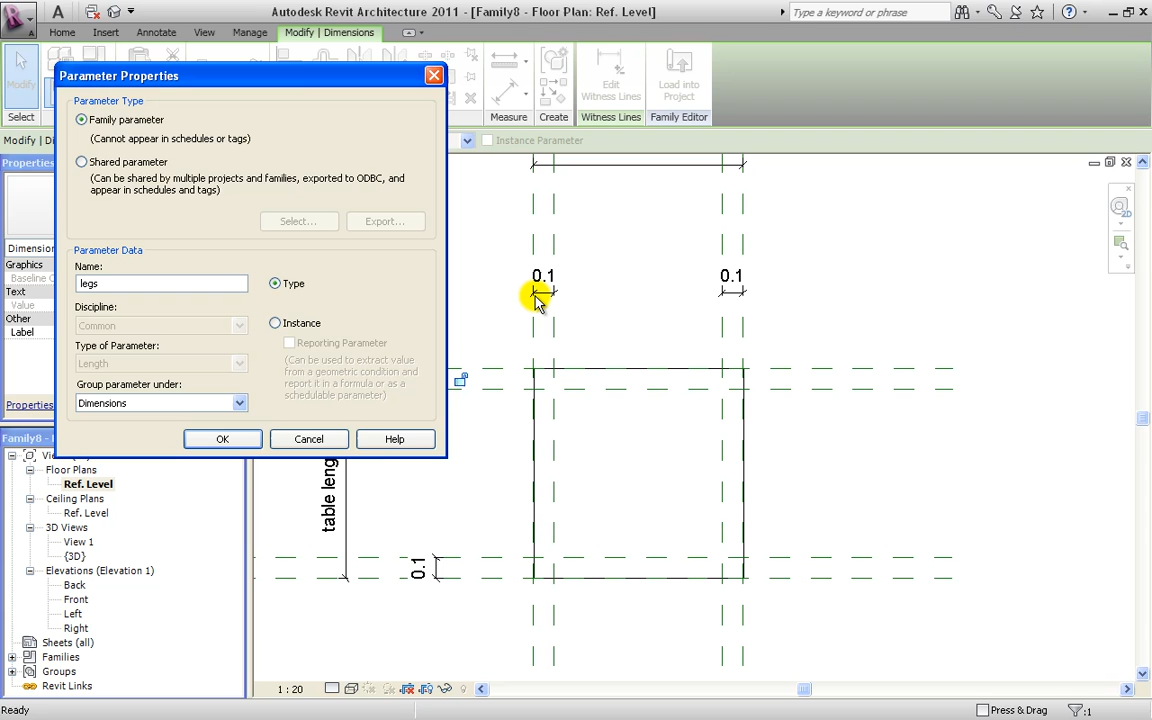 Autodesk Revit Architecture 2011 - [Family8 - Floor Plan: Ref. Level]
Type a keyword or phrase
Home Insert Annotate View Manage Modify | Dimensions
Modify
Edit
Witness Lines
Load into
Project
Select Measure Create Witness Lines Family Editor
Modify | Di
Instance Parameter
Parameter Properties
Parameter Type
Family parameter
(Cannot appear in schedules or tags)
Shared parameter
(Can be shared by multiple projects and families, exported to ODBC, and
appear in schedules and tags)
Select... Export...
Parameter Data
Name:
legs
Type
Discipline:
Common
Instance
Reporting Parameter
Type of Parameter:
Length
(Can be used to extract value
from a geometric condition and
report it in a formula or as a
schedulable parameter)
Group parameter under:
Dimensions
OK Cancel Help
Properties
Dimension
Graphics
Baseline
Text
Value
Other
Label
Properties
Family8 -
Floor Plans
Ref. Level
Ceiling Plans
Ref. Level
3D Views
View 1
{3D}
Elevations (Elevation 1)
Back
Front
Left
Right
Sheets (all)
Families
Groups
Revit Links
0.1
0.1
table leng
0.1
2D
1 : 20
Ready
Press & Drag
:1